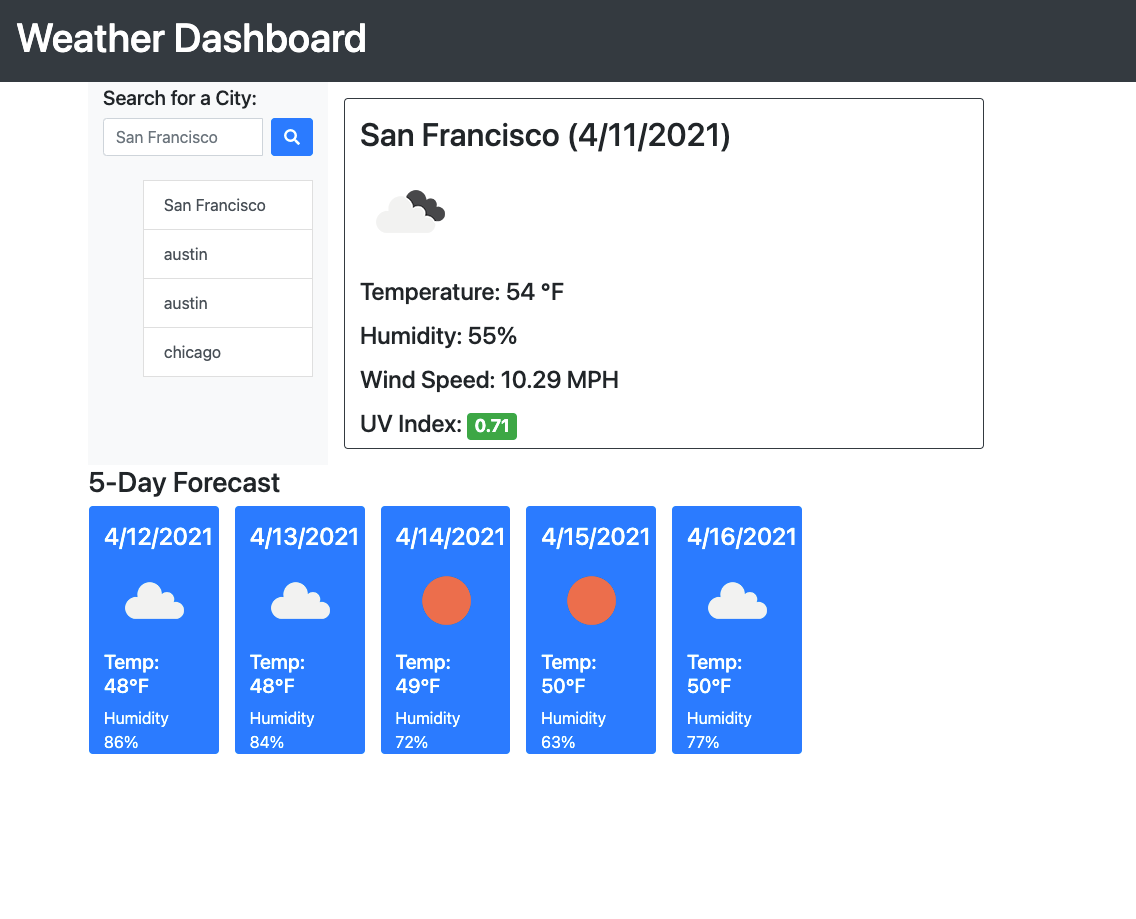 Weather Dashboard
Search for a City:
San Francisco
San Francisco
austin
austin
chicago
San Francisco (4/11/2021)
Temperature: 54 °F
Humidity: 55%
Wind Speed: 10.29 MPH
UV Index: 0.71
5-Day Forecast
4/12/2021
Temp:
48°F
Humidity
86%
4/13/2021
Temp:
48°F
Humidity
84%
4/14/2021
Temp:
49°F
Humidity
72%
4/15/2021
Temp:
50°F
Humidity
63%
4/16/2021
Temp:
50°F
Humidity
77%